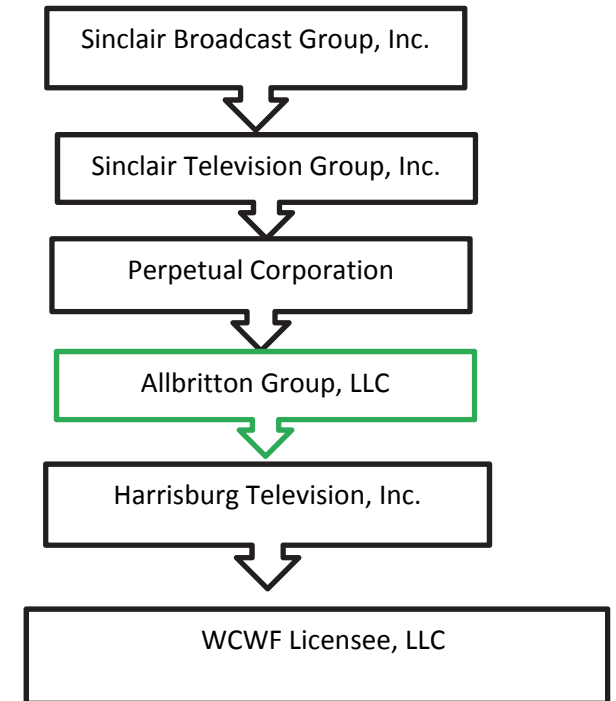 Sinclair Broadcast Group, Inc.
Sinclair Television Group, Inc.
Perpetual Corporation
Allbritton Group, LLC
Harrisburg Television, Inc.
WCWF Licensee, LLC